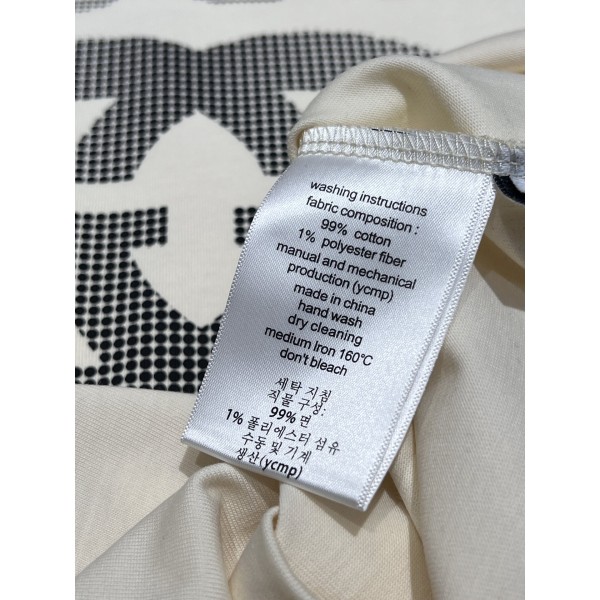 washing instructions
fabric composition :
99% cotton
1% polyester fiber
manual and mechanical
production (ycmp)
made in china
hand wash
dry cleaning
medium Iron 160℃
don't bleach
세탁 지침
직물 구성:
99% 면
1% 폴리에스터 섬유
수동 및 기계
생산(ycmp)